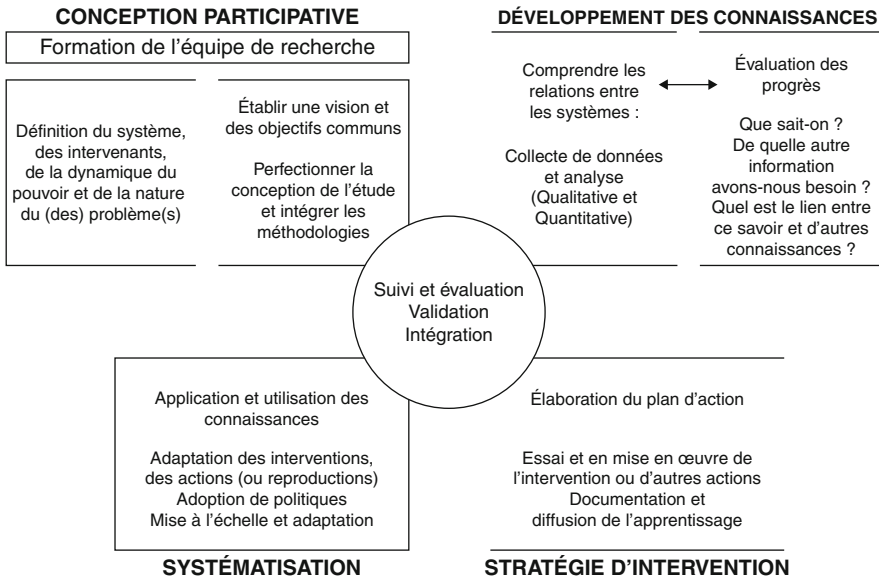 CONCEPTION PARTICIPATIVE
Formation de l'équipe de recherche
Définition du système,
des intervenants,
de la dynamique du
pouvoir et de la nature
du (des) problème(s)
Établir une vision et
des objectifs communs
Perfectionner la
conception de l'étude
et intégrer les
méthodologies
DÉVELOPPEMENT DES CONNAISSANCES
Comprendre les
relations entre
les systèmes :
Collecte de données
et analyse
(Qualitative et
Quantitative)
Évaluation des
progrès
Que sait-on ?
De quelle autre
information
avons-nous besoin ?
Quel est le lien entre
ce savoir et d'autres
connaissances ?
Suivi et évaluation
Validation
Intégration
Application et utilisation des
connaissances
Adaptation des interventions,
des actions (ou reproductions)
Adoption de politiques
Mise à l'échelle et adaptation
SYSTÉMATISATION
Élaboration du plan d'action
Essai et en mise en œuvre de
l'intervention ou d'autres actions
Documentation et
diffusion de l'apprentissage
STRATÉGIE D'INTERVENTION